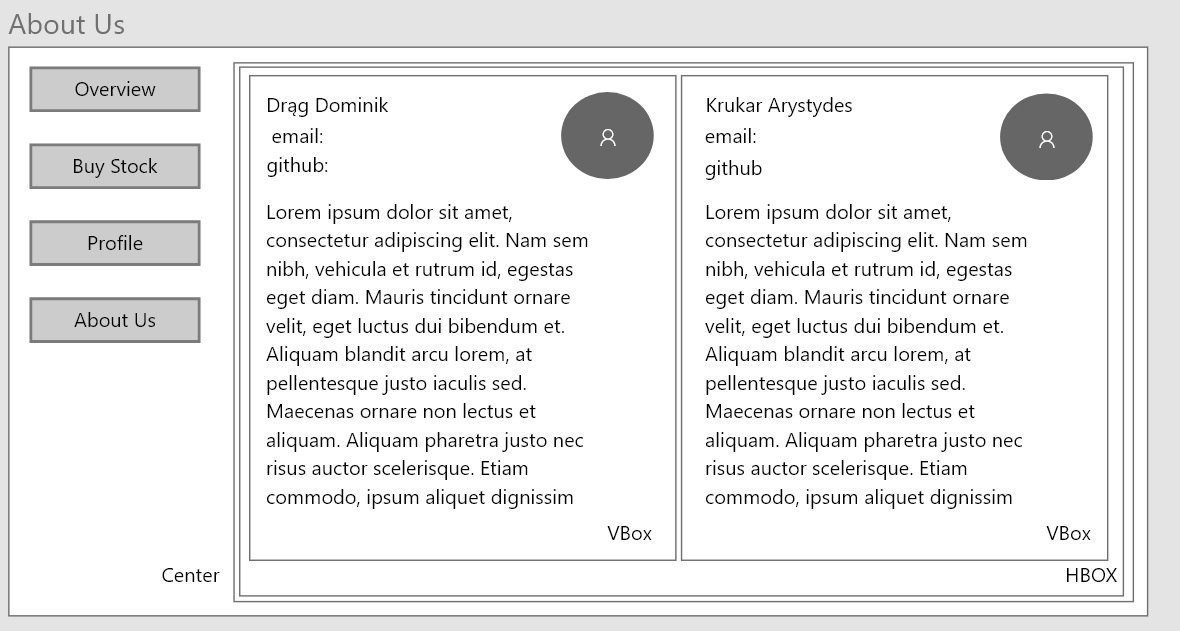 About Us
Overview
Buy Stock
Profile
About Us
Drąg Dominik
email:
github:
Lorem ipsum dolor sit amet,
consectetur adipiscing elit. Nam sem
nibh, vehicula et rutrum id, egestas
eget diam. Mauris tincidunt ornare
velit, eget luctus dui bibendum et.
Aliquam blandit arcu lorem, at
pellentesque justo iaculis sed.
Maecenas ornare non lectus et
aliquam. Aliquam pharetra justo nec
risus auctor scelerisque. Etiam
commodo, ipsum aliquet dignissim
VBox
Krukar Arystydes
email:
github
Lorem ipsum dolor sit amet,
consectetur adipiscing elit. Nam sem
nibh, vehicula et rutrum id, egestas
eget diam. Mauris tincidunt ornare
velit, eget luctus dui bibendum et.
Aliquam blandit arcu lorem, at
pellentesque justo iaculis sed.
Maecenas ornare non lectus et
aliquam. Aliquam pharetra justo nec
risus auctor scelerisque. Etiam
commodo, ipsum aliquet dignissim
VBox
Center
HBOX